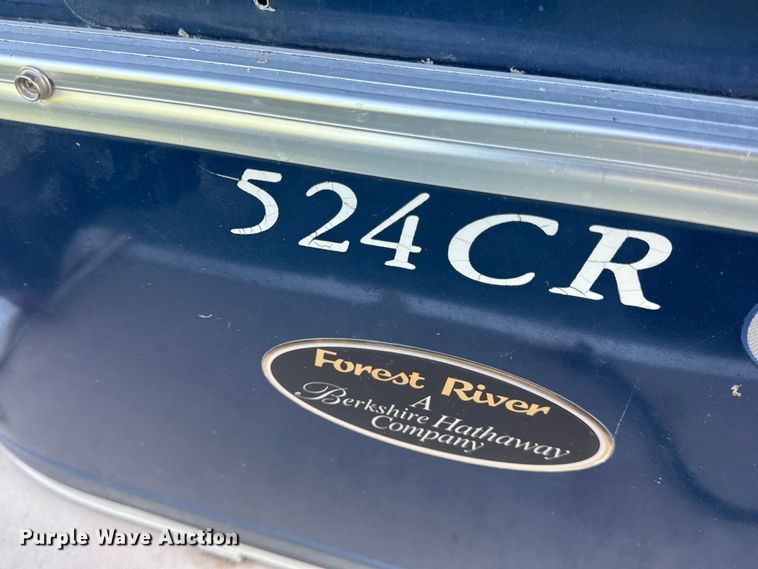 524CR
Forest River
A
Berkshire Hathaway
Company
Purple Wave Auction